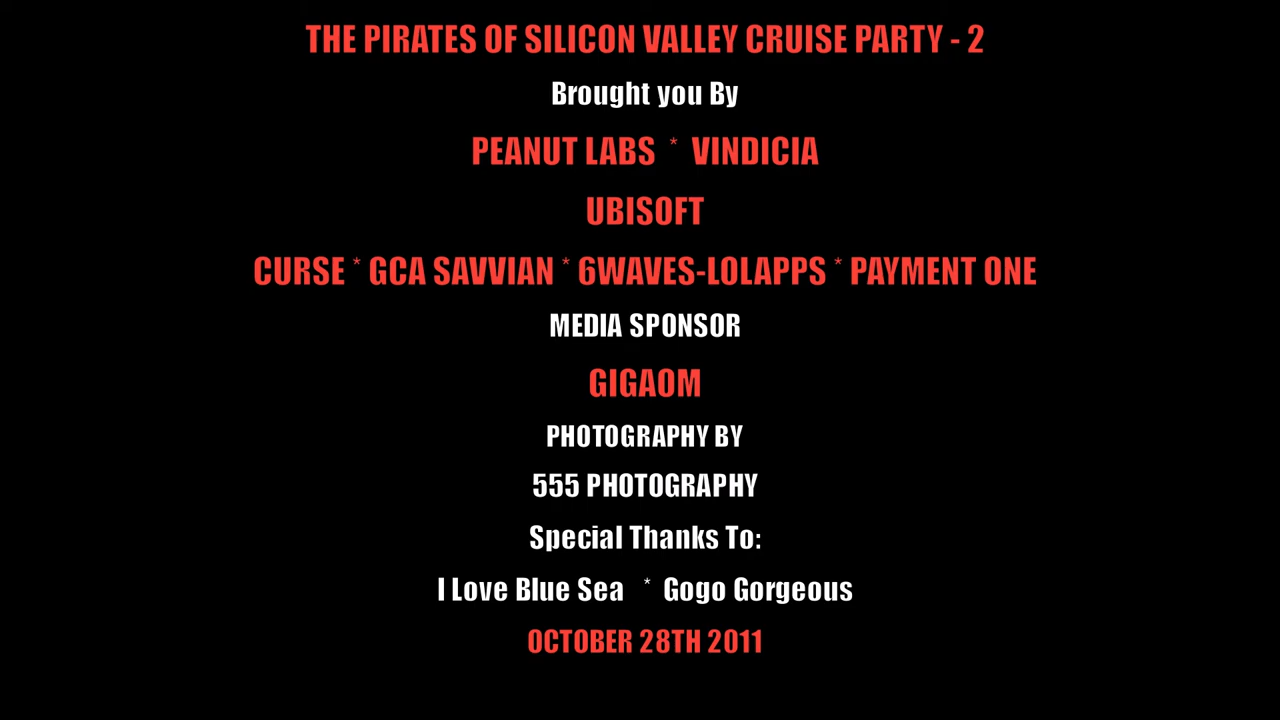 THE PIRATES OF SILICON VALLEY CRUISE PARTY - 2
Brought you By
PEANUT LABS * VINDICIA
UBISOFT
CURSE * GCA SAVVIAN * 6WAVES-LOLAPPS * PAYMENT ONE
MEDIA SPONSOR
GIGAOM
PHOTOGRAPHY BY
555 PHOTOGRAPHY
Special Thanks To:
I Love Blue Sea * Gogo Gorgeous
OCTOBER 28TH 2011